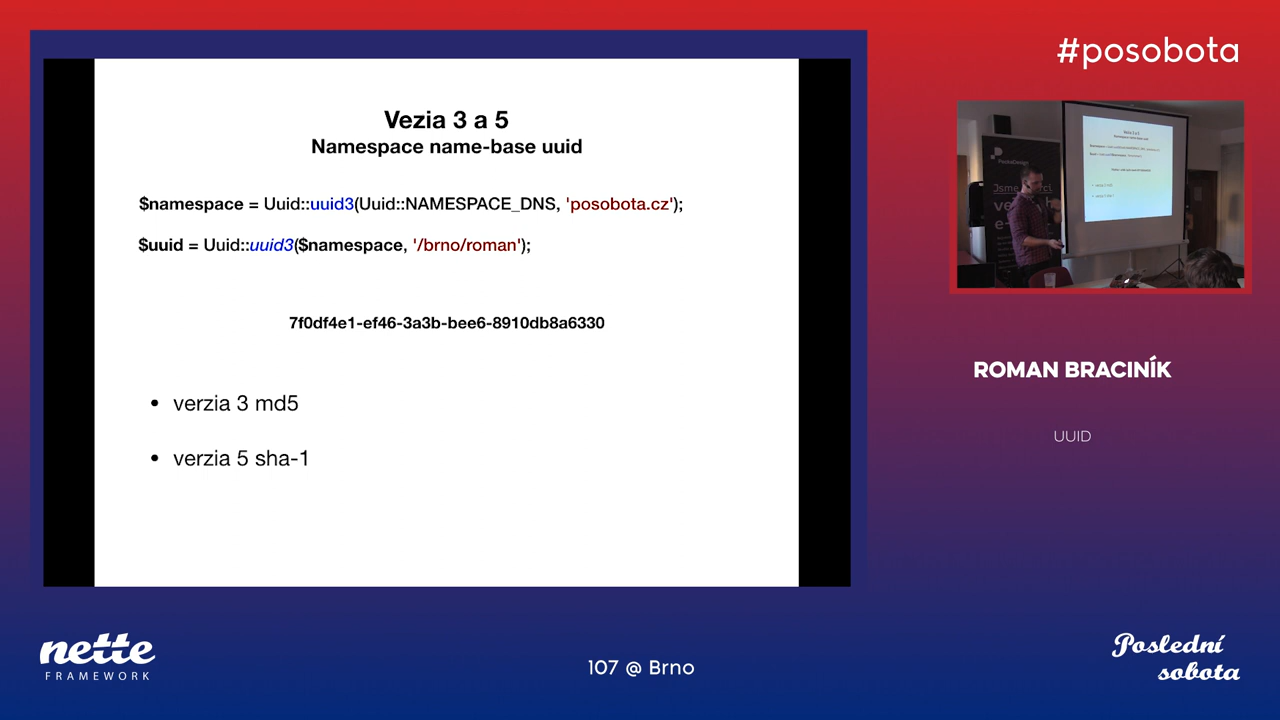 #posobota
Vezia 3 a 5
Namespace name-base uuid
$namespace = Uuid::uuid3(Uuid::NAMESPACE_DNS, 'posobota.cz');
$uuid = Uuid::uuid3($namespace, '/brno/roman');
7f0df4e1-ef46-3a3b-bee6-8910db8a6330
• verzia 3 md5
• verzia 5 sha-1
PeckaDesign
ROMAN BRACINÍK
UUID
nette
FRAMEWORK
107 @ Brno
Poslední
sobota